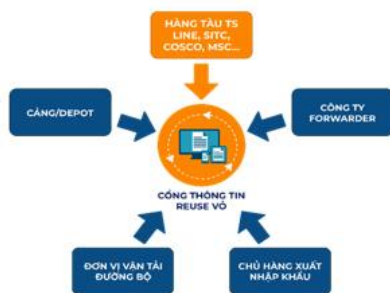 HÃNG TÀU TS
LINE, SITC,
COSCO, MSC...
CẢNG/DEPOT
CÔNG TY
FORWARDER
CỔNG THÔNG TIN
REUSE VỎ
ĐƠN VỊ VẬN TẢI
ĐƯỜNG BỘ
CHỦ HÀNG XUẤT
NHẬP KHẨU